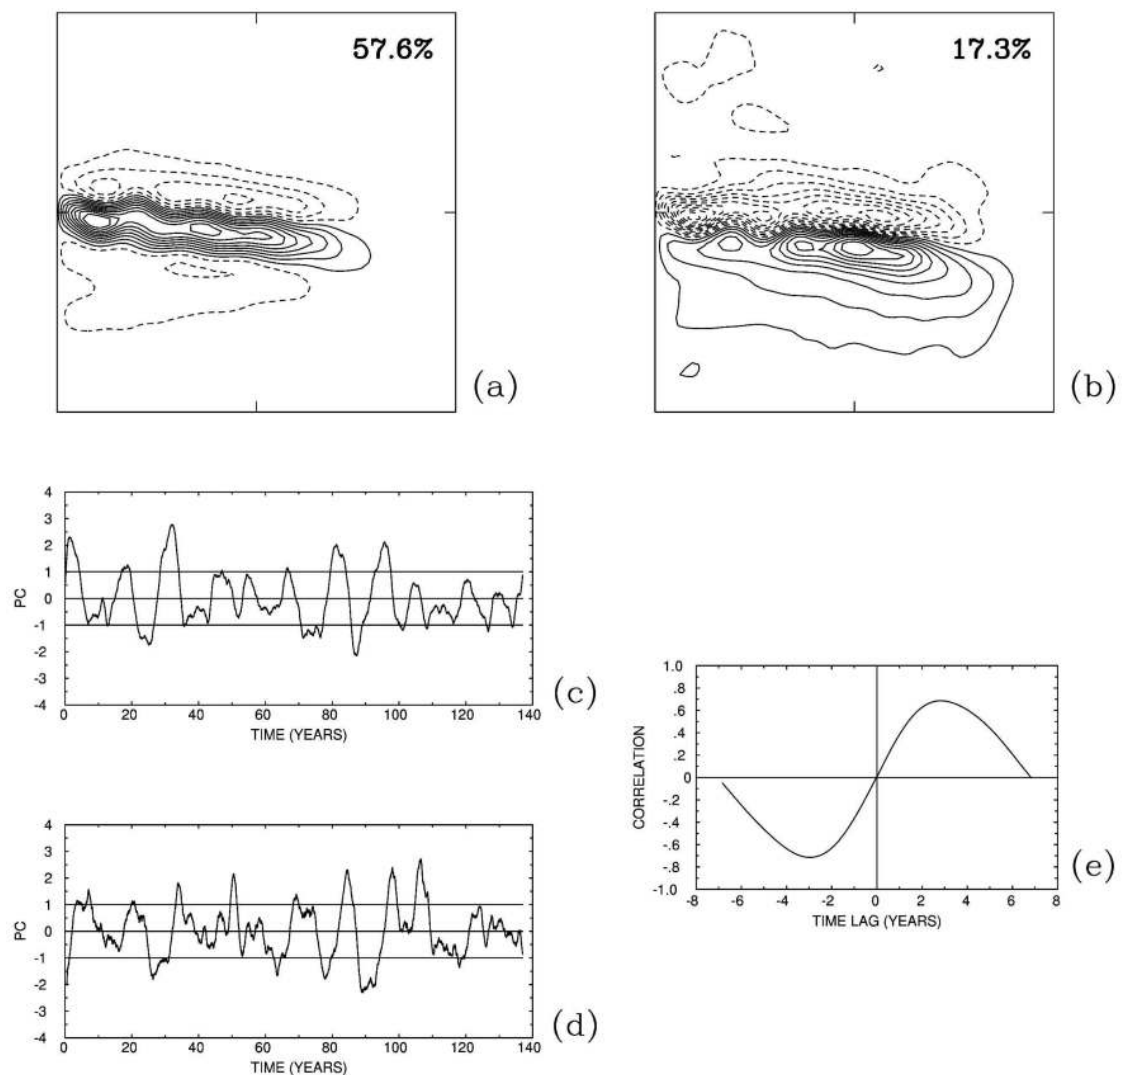 57.6%
(a)
17.3%
(b)
4
3
2
1
0
-1
-2
-3
-4
PC
0 20 40 60 80 100 120 140
TIME (YEARS)
(c)
4
3
2
1
0
-1
-2
-3
-4
PC
0 20 40 60 80 100 120 140
TIME (YEARS)
(d)
1.0
.8
.6
.4
.2
0
-.2
-.4
-.6
-.8
-1.0
CORRELATION
-8 -6 -4 -2 0 2 4 6 8
TIME LAG (YEARS)
(e)